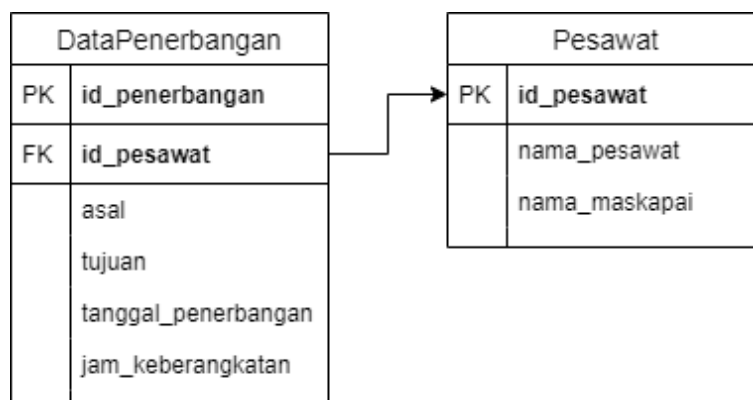 DataPenerbangan
PK id_penerbangan
FK id_pesawat
asal
tujuan
tanggal_penerbangan
jam_keberangkatan
Pesawat
PK id_pesawat
nama_pesawat
nama_maskapai